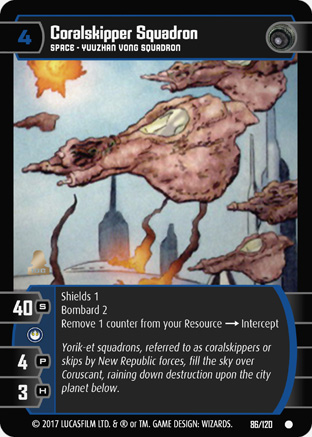 4
Coralskipper Squadron
SPACE - YUUZHAN VONG SQUADRON
40 S
4 P
3 H
Shields 1
Bombard 2
Remove 1 counter from your Resource → Intercept
Yorik-et squadrons, referred to as coralskippers or
skips by New Republic forces, fill the sky over
Coruscant, raining down destruction upon the city
planet below.
© 2017 LUCASFILM LTD. & ® or TM. GAME DESIGN: WIZARDS.
86/120